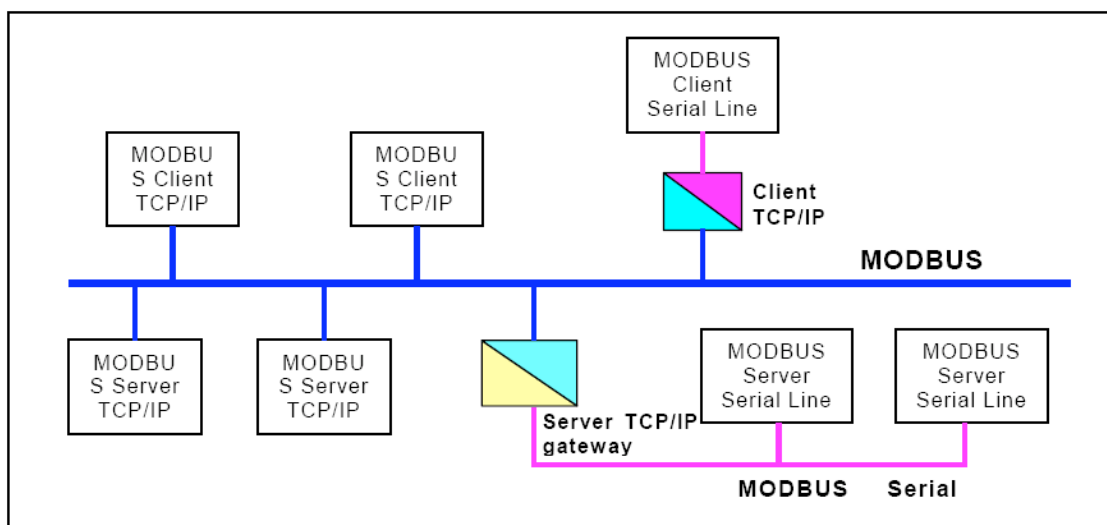 MODBUS
Client
Serial Line
MODBU
S Client
TCP/IP
MODBU
S Client
TCP/IP
Client
TCP/IP
MODBUS
MODBU
S Server
TCP/IP
MODBU
S Server
TCP/IP
MODBUS
Server
Serial Line
MODBUS
Server
Serial Line
Server TCP/IP
gateway
MODBUS Serial